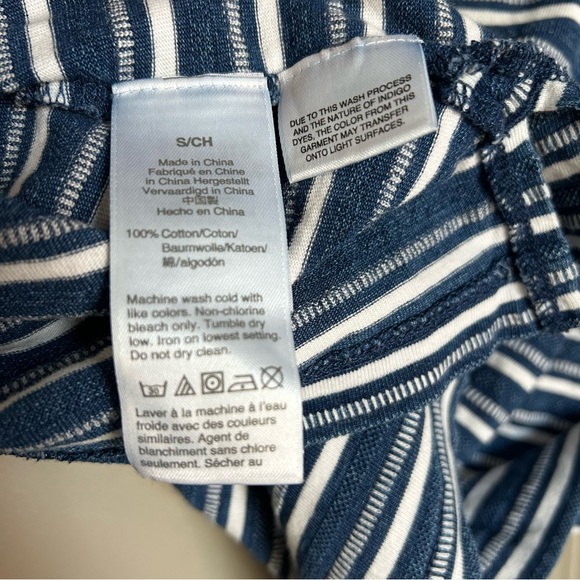 S/CH
Made in China
Fabriqué en Chine
in China Hergestellt
Vervaardigd in China
中国製
Hecho en China
100% Cotton/Coton/
Baumwolle/Katoen/
綿/algodón
Machine wash cold with
like colors. Non-chlorine
bleach only. Tumble dry
low. Iron on lowest setting.
Do not dry clean.
30
Laver à la machine à l'eau
froide avec des couleurs
similaires. Agent de
blanchiment sans chlore
seulement. Sécher au
DUE TO THIS WASH PROCESS
AND THE NATURE OF INDIGO
DYES, THE COLOR FROM THIS
GARMENT MAY TRANSFER
ONTO LIGHT SURFACES.